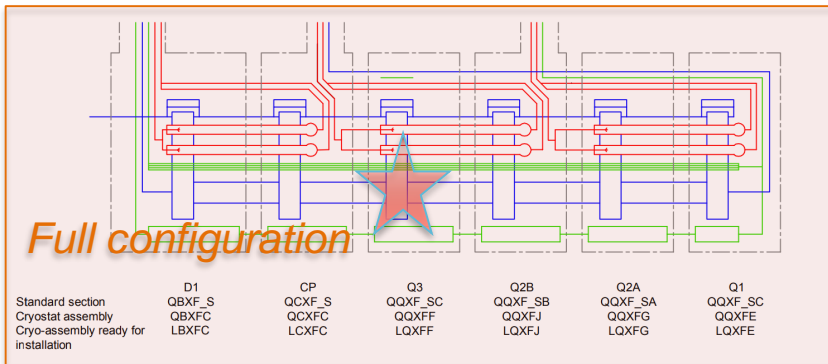 Full configuration
D1 CP Q3 Q2B Q2A Q1
Standard section QBXF_S QCXF_S QQXF_SC QQXF_SB QQXF_SA QQXF_SC
Cryostat assembly QBXFC QCXFC QQXFF QQXFJ QQXFG QQXFE
Cryo-assembly ready for LBXFC LCXFC LQXFF LQXFJ LQXFG LQXFE
installation